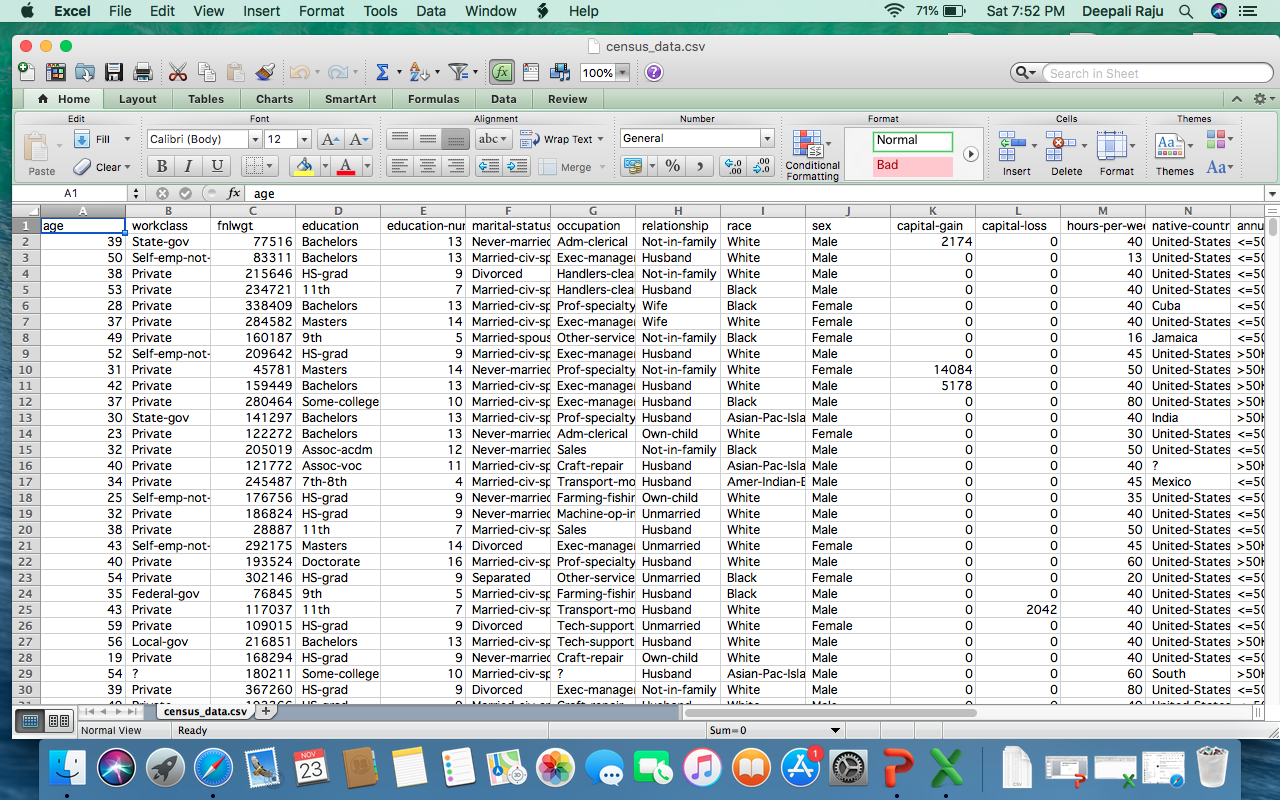 Excel File Edit View Insert Format Tools Data Window Help 71% Sat 7:52 PM Deepali Raju
census_data.csv
100% Search in Sheet
Home Layout Tables Charts SmartArt Formulas Data Review
Edit Font Alignment Number Format Cells Themes
Fill Calibri (Body) 12 A A abc Wrap Text General Normal
Paste Clear B I U A Merge % , .0 .00 Conditional Formatting Bad Insert Delete Format Themes Aa
A1 fx age
A B C D E F G H I J K L M N
1 age workclass fnlwgt education education-nun marital-status occupation relationship race sex capital-gain capital-loss hours-per-wee native-countr annu
2 39 State-gov 77516 Bachelors 13 Never-married Adm-clerical Not-in-family White Male 2174 0 40 United-States <=50
3 50 Self-emp-not- 83311 Bachelors 13 Married-civ-sp Exec-manager Husband White Male 0 0 13 United-States <=50
4 38 Private 215646 HS-grad 9 Divorced Handlers-clea Not-in-family White Male 0 0 40 United-States <=50
5 53 Private 234721 11th 7 Married-civ-sp Handlers-clea Husband Black Male 0 0 40 United-States <=50
6 28 Private 338409 Bachelors 13 Married-civ-sp Prof-specialty Wife Black Female 0 0 40 Cuba <=50
7 37 Private 284582 Masters 14 Married-civ-sp Exec-manager Wife White Female 0 0 40 United-States <=50
8 49 Private 160187 9th 5 Married-spous Other-service Not-in-family Black Female 0 0 16 Jamaica <=50
9 52 Self-emp-not- 209642 HS-grad 9 Married-civ-sp Exec-manager Husband White Male 0 0 45 United-States >50K
10 31 Private 45781 Masters 14 Never-married Prof-specialty Not-in-family White Female 14084 0 50 United-States >50K
11 42 Private 159449 Bachelors 13 Married-civ-sp Exec-manager Husband White Male 5178 0 40 United-States >50K
12 37 Private 280464 Some-college 10 Married-civ-sp Exec-manager Husband Black Male 0 0 80 United-States >50K
13 30 State-gov 141297 Bachelors 13 Married-civ-sp Prof-specialty Husband Asian-Pac-Isla Male 0 0 40 India >50K
14 23 Private 122272 Bachelors 13 Never-married Adm-clerical Own-child White Female 0 0 30 United-States <=50
15 32 Private 205019 Assoc-acdm 12 Never-married Sales Not-in-family Black Male 0 0 50 United-States <=50
16 40 Private 121772 Assoc-voc 11 Married-civ-sp Craft-repair Husband Asian-Pac-Isla Male 0 0 40 ? >50K
17 34 Private 245487 7th-8th 4 Married-civ-sp Transport-mo Husband Amer-Indian-E Male 0 0 45 Mexico <=50
18 25 Self-emp-not- 176756 HS-grad 9 Never-married Farming-fishin Own-child White Male 0 0 35 United-States <=50
19 32 Private 186824 HS-grad 9 Never-married Machine-op-in Unmarried White Male 0 0 40 United-States <=50
20 38 Private 28887 11th 7 Married-civ-sp Sales Husband White Male 0 0 50 United-States <=50
21 43 Self-emp-not- 292175 Masters 14 Divorced Exec-manager Unmarried White Female 0 0 45 United-States >50K
22 40 Private 193524 Doctorate 16 Married-civ-sp Prof-specialty Husband White Male 0 0 60 United-States >50K
23 54 Private 302146 HS-grad 9 Separated Other-service Unmarried Black Female 0 0 20 United-States <=50
24 35 Federal-gov 76845 9th 5 Married-civ-sp Farming-fishin Husband Black Male 0 0 40 United-States <=50
25 43 Private 117037 11th 7 Married-civ-sp Transport-mo Husband White Male 0 2042 40 United-States <=50
26 59 Private 109015 HS-grad 9 Divorced Tech-support Unmarried White Female 0 0 40 United-States <=50
27 56 Local-gov 216851 Bachelors 13 Married-civ-sp Tech-support Husband White Male 0 0 40 United-States >50K
28 19 Private 168294 HS-grad 9 Never-married Craft-repair Own-child White Male 0 0 40 United-States <=50
29 54 ? 180211 Some-college 10 Married-civ-sp ? Husband Asian-Pac-Isla Male 0 0 60 South >50K
30 39 Private 367260 HS-grad 9 Divorced Exec-manager Not-in-family White Male 0 0 80 United-States <=50
census_data.csv
Normal View Ready Sum=0
NOV
23
1